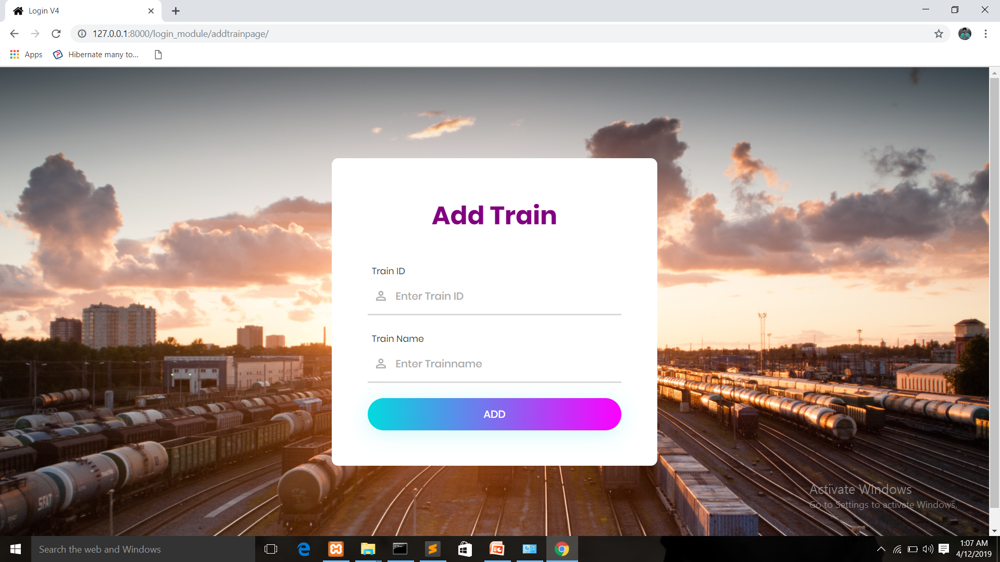 Login V4
127.0.0.1:8000/login_module/addtrainpage/
Apps
Hibernate many to...
Add Train
Train ID
Enter Train ID
Train Name
Enter Trainname
ADD
SFAT
Activate Windows
Go to Settings to activate Windows.
Search the web and Windows
1:07 AM
4/12/2019